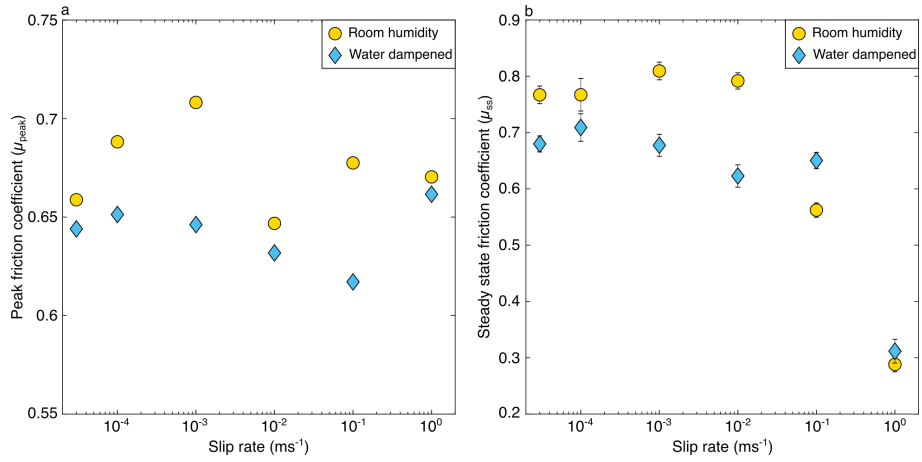 a
0.75
0.7
0.65
0.6
0.55
Peak friction coefficient (μpeak)
Room humidity
Water dampened
10-4
10-3
10-2
10-1
100
Slip rate (ms-1)
b
0.9
0.8
0.7
0.6
0.5
0.4
0.3
0.2
Steady state friction coefficient (μss)
Room humidity
Water dampened
10-4
10-3
10-2
10-1
100
Slip rate (ms-1)